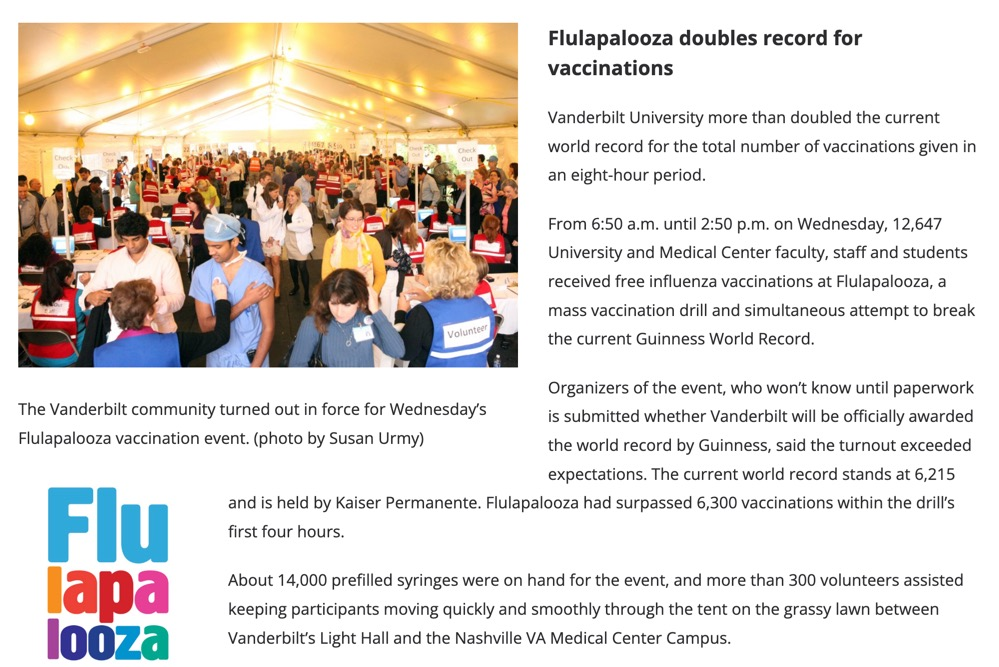 Flulapalooza doubles record for
vaccinations
Vanderbilt University more than doubled the current
world record for the total number of vaccinations given in
an eight-hour period.
From 6:50 a.m. until 2:50 p.m. on Wednesday, 12,647
University and Medical Center faculty, staff and students
received free influenza vaccinations at Flulapalooza, a
mass vaccination drill and simultaneous attempt to break
the current Guinness World Record.
Organizers of the event, who won’t know until paperwork
is submitted whether Vanderbilt will be officially awarded
the world record by Guinness, said the turnout exceeded
expectations. The current world record stands at 6,215
and is held by Kaiser Permanente. Flulapalooza had surpassed 6,300 vaccinations within the drill’s
first four hours.
About 14,000 prefilled syringes were on hand for the event, and more than 300 volunteers assisted
keeping participants moving quickly and smoothly through the tent on the grassy lawn between
Vanderbilt’s Light Hall and the Nashville VA Medical Center Campus.
Check
Out
Check
Out
Check
Out
Check
Out
Volunteer
The Vanderbilt community turned out in force for Wednesday’s
Flulapalooza vaccination event. (photo by Susan Urmy)
Flu
lapa
looza